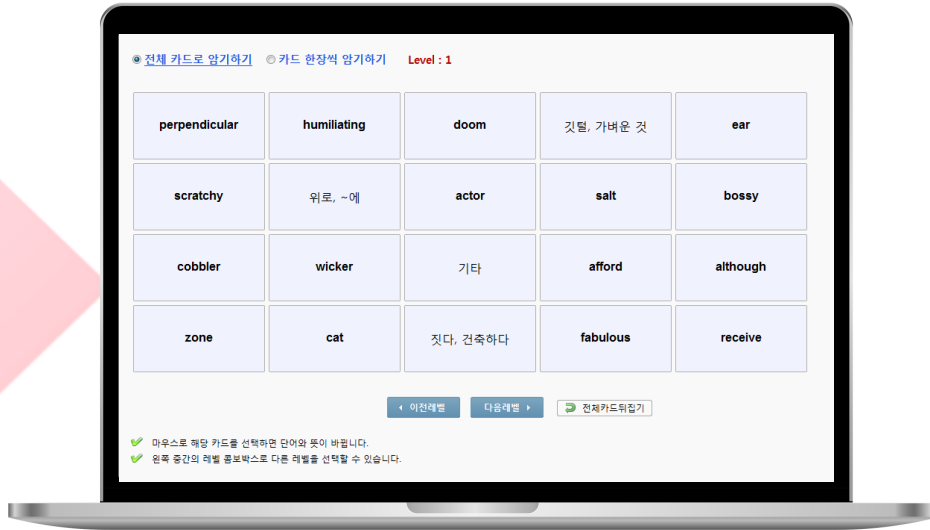 전체 카드로 암기하기 카드 한장씩 암기하기 Level : 1
perpendicular humiliating doom 깃털, 가벼운 것 ear
scratchy 위로, ~에 actor salt bossy
cobbler wicker 기타 afford although
zone cat 짓다, 건축하다 fabulous receive
이전레벨 다음레벨 전체카드뒤집기
마우스로 해당 카드를 선택하면 단어와 뜻이 바뀝니다.
왼쪽 중간의 레벨 콤보박스로 다른 레벨을 선택할 수 있습니다.